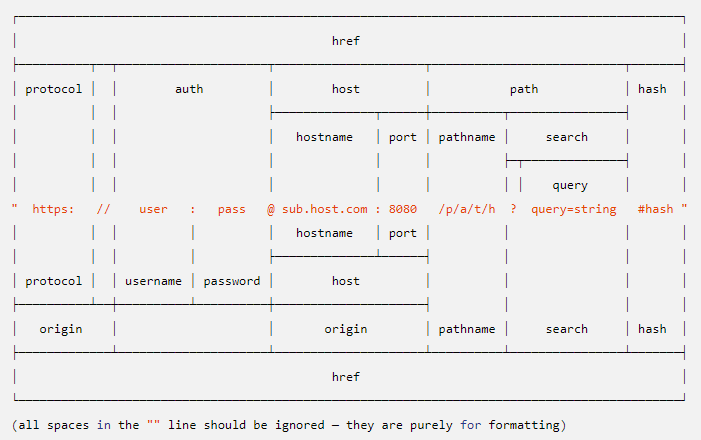 href
protocol auth host path hash
hostname port pathname search
query
" https: // user : pass @ sub.host.com : 8080 /p/a/t/h ? query=string #hash "
hostname port
protocol username password host
origin origin pathname search hash
href
(all spaces in the "" line should be ignored — they are purely for formatting)